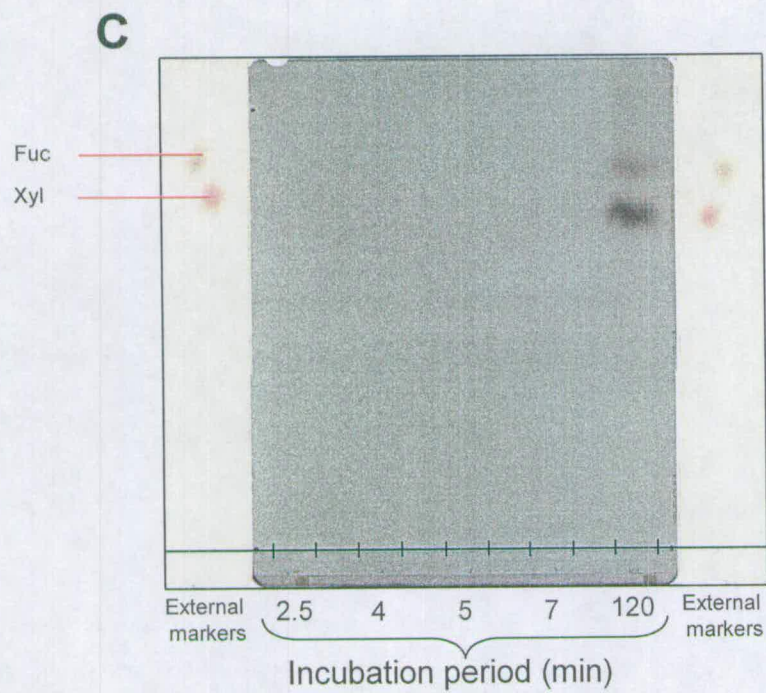 C
Fuc
Xyl
External markers
2.5
4
5
7
120
External markers
Incubation period (min)